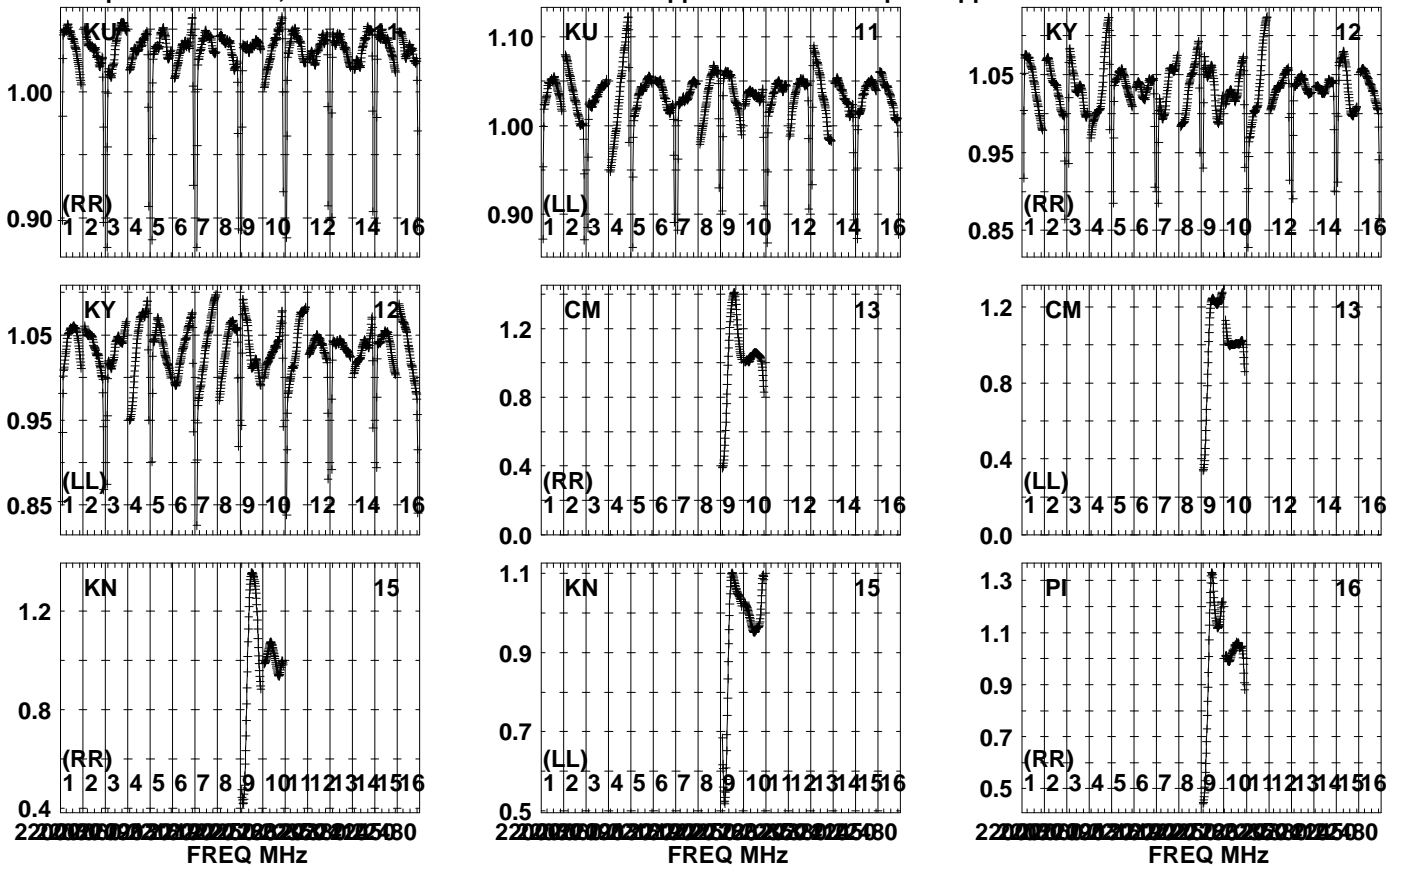 KU 11
1.00
0.90
(RR)
1 2 3 4 5 6 7 8 9 10 12 14 16
KU 11
1.10
1.00
0.90
(LL)
1 2 3 4 5 6 7 8 9 10 12 14 16
KY 12
1.05
0.95
0.85
(RR)
1 2 3 4 5 6 7 8 9 10 12 14 16
KY 12
1.05
0.95
0.85
(LL)
1 2 3 4 5 6 7 8 9 10 12 14 16
CM 13
1.2
0.8
0.4
0.0
(RR)
1 2 3 4 5 6 7 8 9 10 12 14 16
CM 13
1.2
0.8
0.4
0.0
(LL)
1 2 3 4 5 6 7 8 9 10 12 14 16
KN 15
1.2
0.8
0.4
(RR)
1 2 3 4 5 6 7 8 9 10 11 12 13 14 15 16
FREQ MHz
KN 15
1.1
0.9
0.7
0.5
(LL)
1 2 3 4 5 6 7 8 9 10 11 12 13 14 15 16
PI 16
1.3
1.1
0.9
0.7
0.5
(RR)
1 2 3 4 5 6 7 8 9 10 11 12 13 14 15 16
FREQ MHz